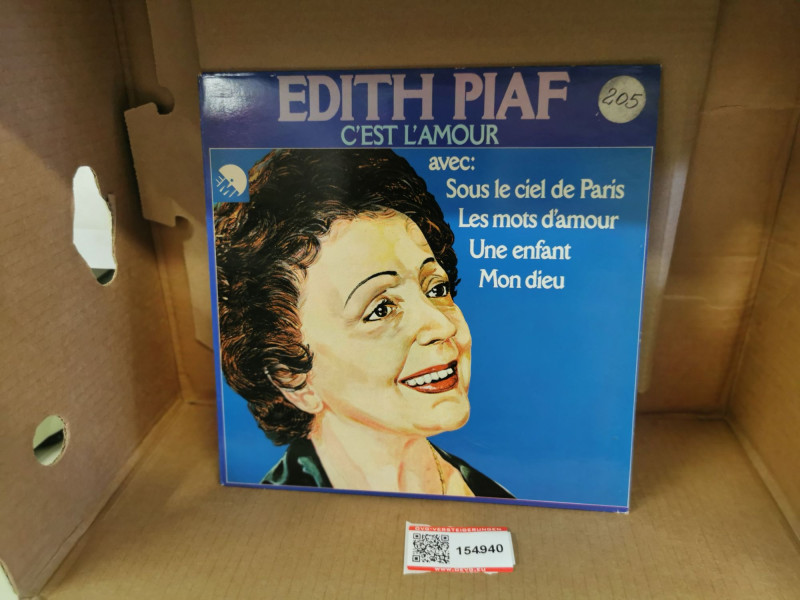 EDITH PIAF
205
C'EST L'AMOUR
avec:
Sous le ciel de Paris
Les mots d'amour
Une enfant
Mon dieu
154940